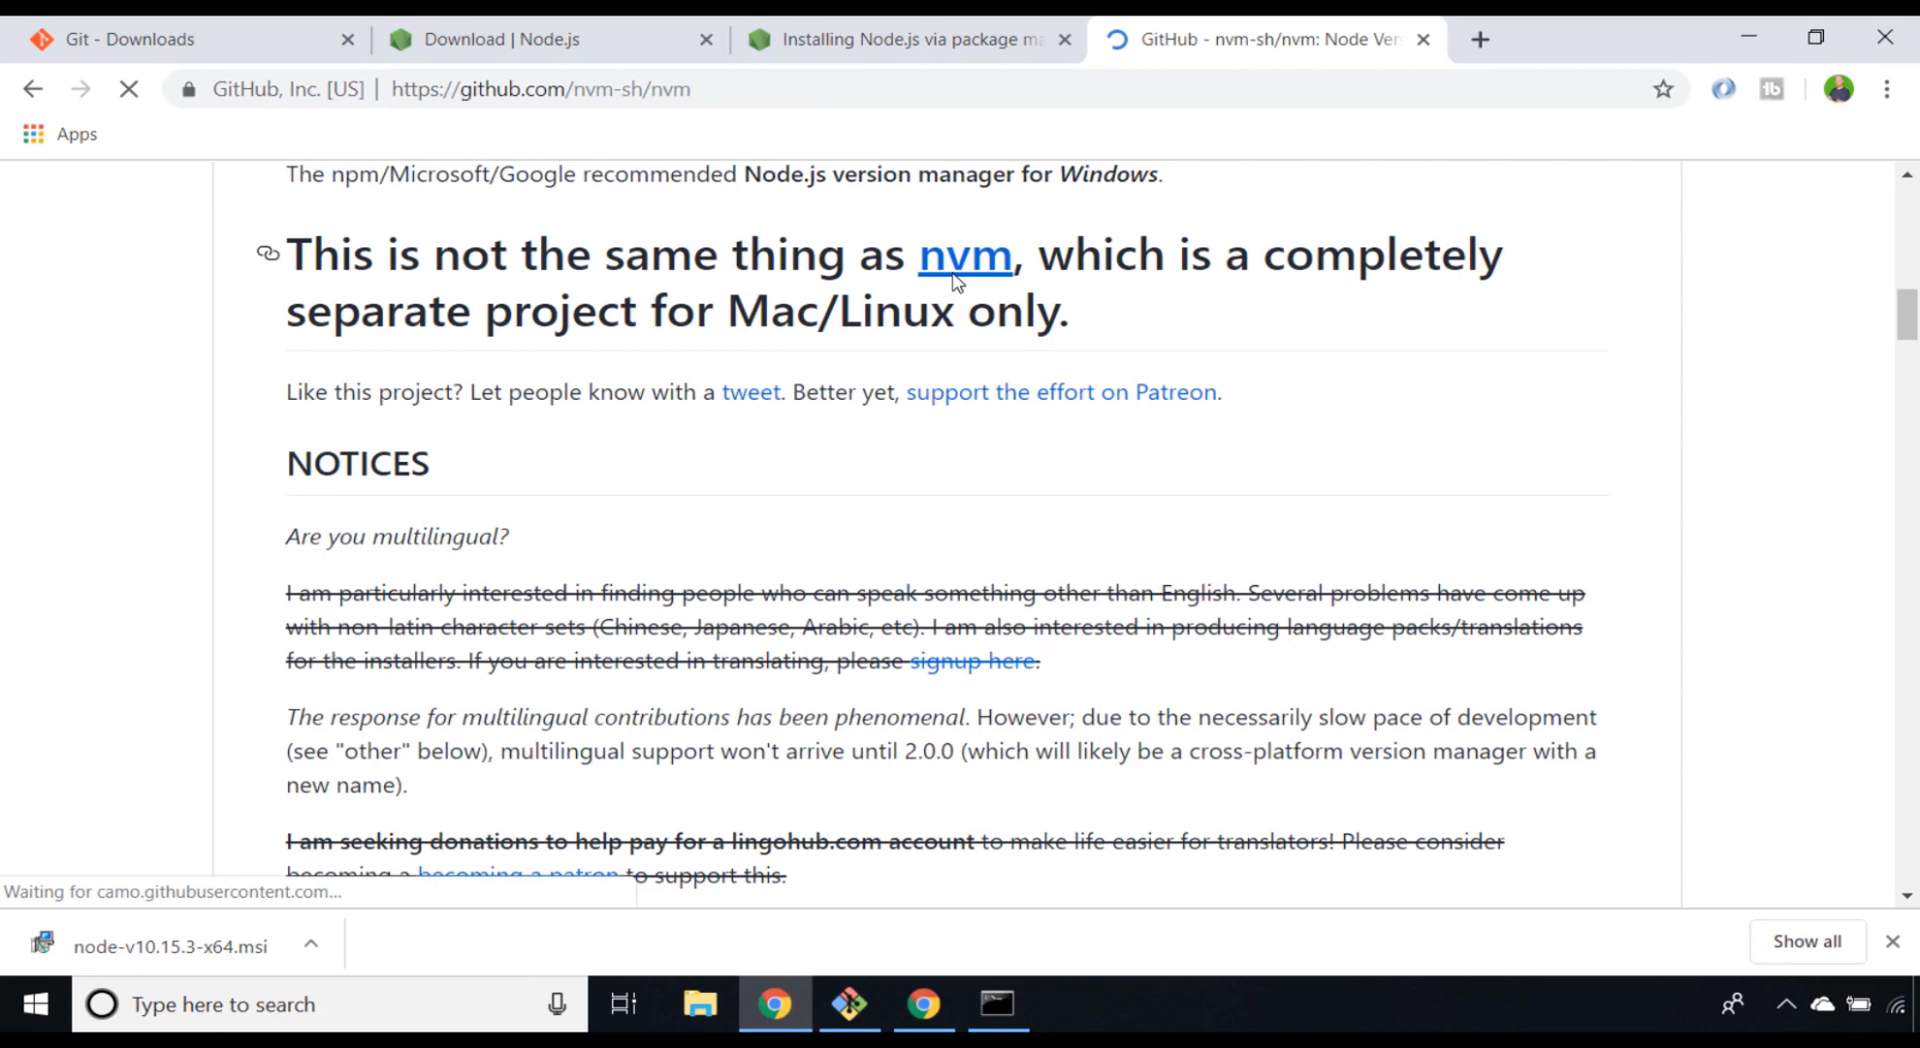 Git - Downloads
Download | Node.js
Installing Node.js via package ma
GitHub - nvm-sh/nvm: Node Ver
GitHub, Inc. [US] | https://github.com/nvm-sh/nvm
Apps
The npm/Microsoft/Google recommended Node.js version manager for Windows.
This is not the same thing as nvm, which is a completely
separate project for Mac/Linux only.
Like this project? Let people know with a tweet. Better yet, support the effort on Patreon.
NOTICES
Are you multilingual?
I am particularly interested in finding people who can speak something other than English. Several problems have come up
with non-latin character sets (Chinese, Japanese, Arabic, etc). I am also interested in producing language packs/translations
for the installers. If you are interested in translating, please signup here.
The response for multilingual contributions has been phenomenal. However; due to the necessarily slow pace of development
(see "other" below), multilingual support won't arrive until 2.0.0 (which will likely be a cross-platform version manager with a
new name).
I am seeking donations to help pay for a lingohub.com account to make life easier for translators! Please consider
becoming a becoming a patron to support this.
Waiting for camo.githubusercontent.com...
node-v10.15.3-x64.msi
Show all
Type here to search